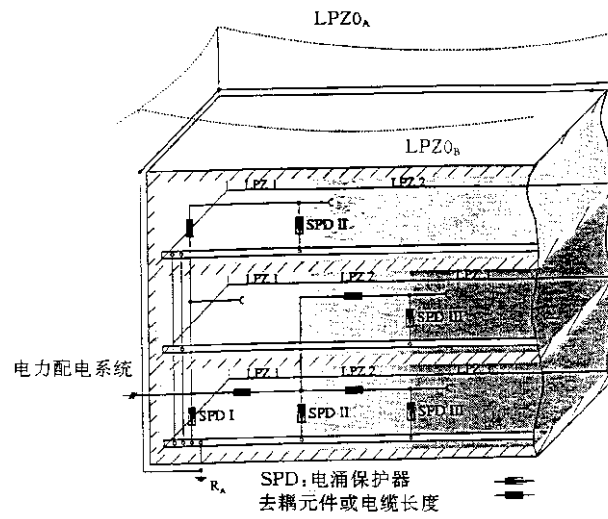 LPZ0A
LPZ0B
LPZ 1 LPZ 2
SPD II
LPZ 1 LPZ 2
SPD III
电力配电系统
LPZ 1 LPZ 2
SPD I SPD II SPD III
RA
SPD:电涌保护器
去耦元件或电缆长度